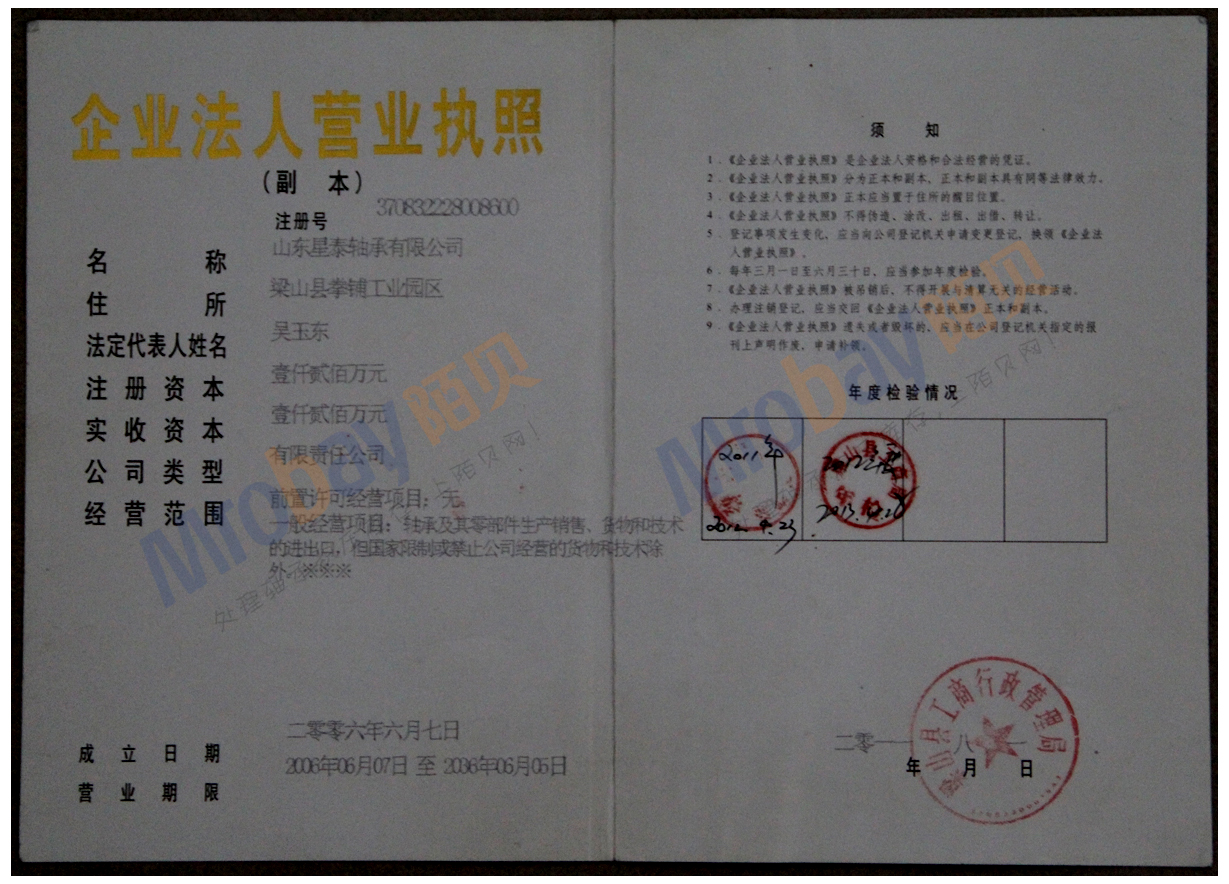 企业法人营业执照
(副 本)
注册号 370832228008600
名 称 山东星泰轴承有限公司
住 所 梁山县拳铺工业园区
法定代表人姓名 吴玉东
注册资本 壹仟贰佰万元
实收资本 壹仟贰佰万元
公司类型 有限责任公司
经营范围 前置许可经营项目：无
一般经营项目：轴承及其零部件生产销售、货物和技术
的进出口，但国家限制或禁止公司经营的货物和技术除
外。※※※
成立日期 二零零六年六月七日
营业期限 2006年06月07日 至 2036年06月05日
须 知
1．《企业法人营业执照》是企业法人资格和合法经营的凭证。
2．《企业法人营业执照》分为正本和副本，正本和副本具有同等法律效力。
3．《企业法人营业执照》正本应当置于住所的醒目位置。
4．《企业法人营业执照》不得伪造、涂改、出租、出借、转让。
5．登记事项发生变化，应当向公司登记机关申请变更登记，换领《企业法
人营业执照》。
6．每年三月一日至六月三十日，应当参加年度检验。
7．《企业法人营业执照》被吊销后，不得开展与清算无关的经营活动。
8．办理注销登记，应当交回《企业法人营业执照》正本和副本。
9．《企业法人营业执照》遗失或者毁坏的，应当在公司登记机关指定的报
刊上声明作废，申请补领。
年度检验情况
2011年
2012.4.23
梁山县工商行政管理局
二零一一 八 一
年 月 日
Mrobay陌贝
Mrobay陌贝